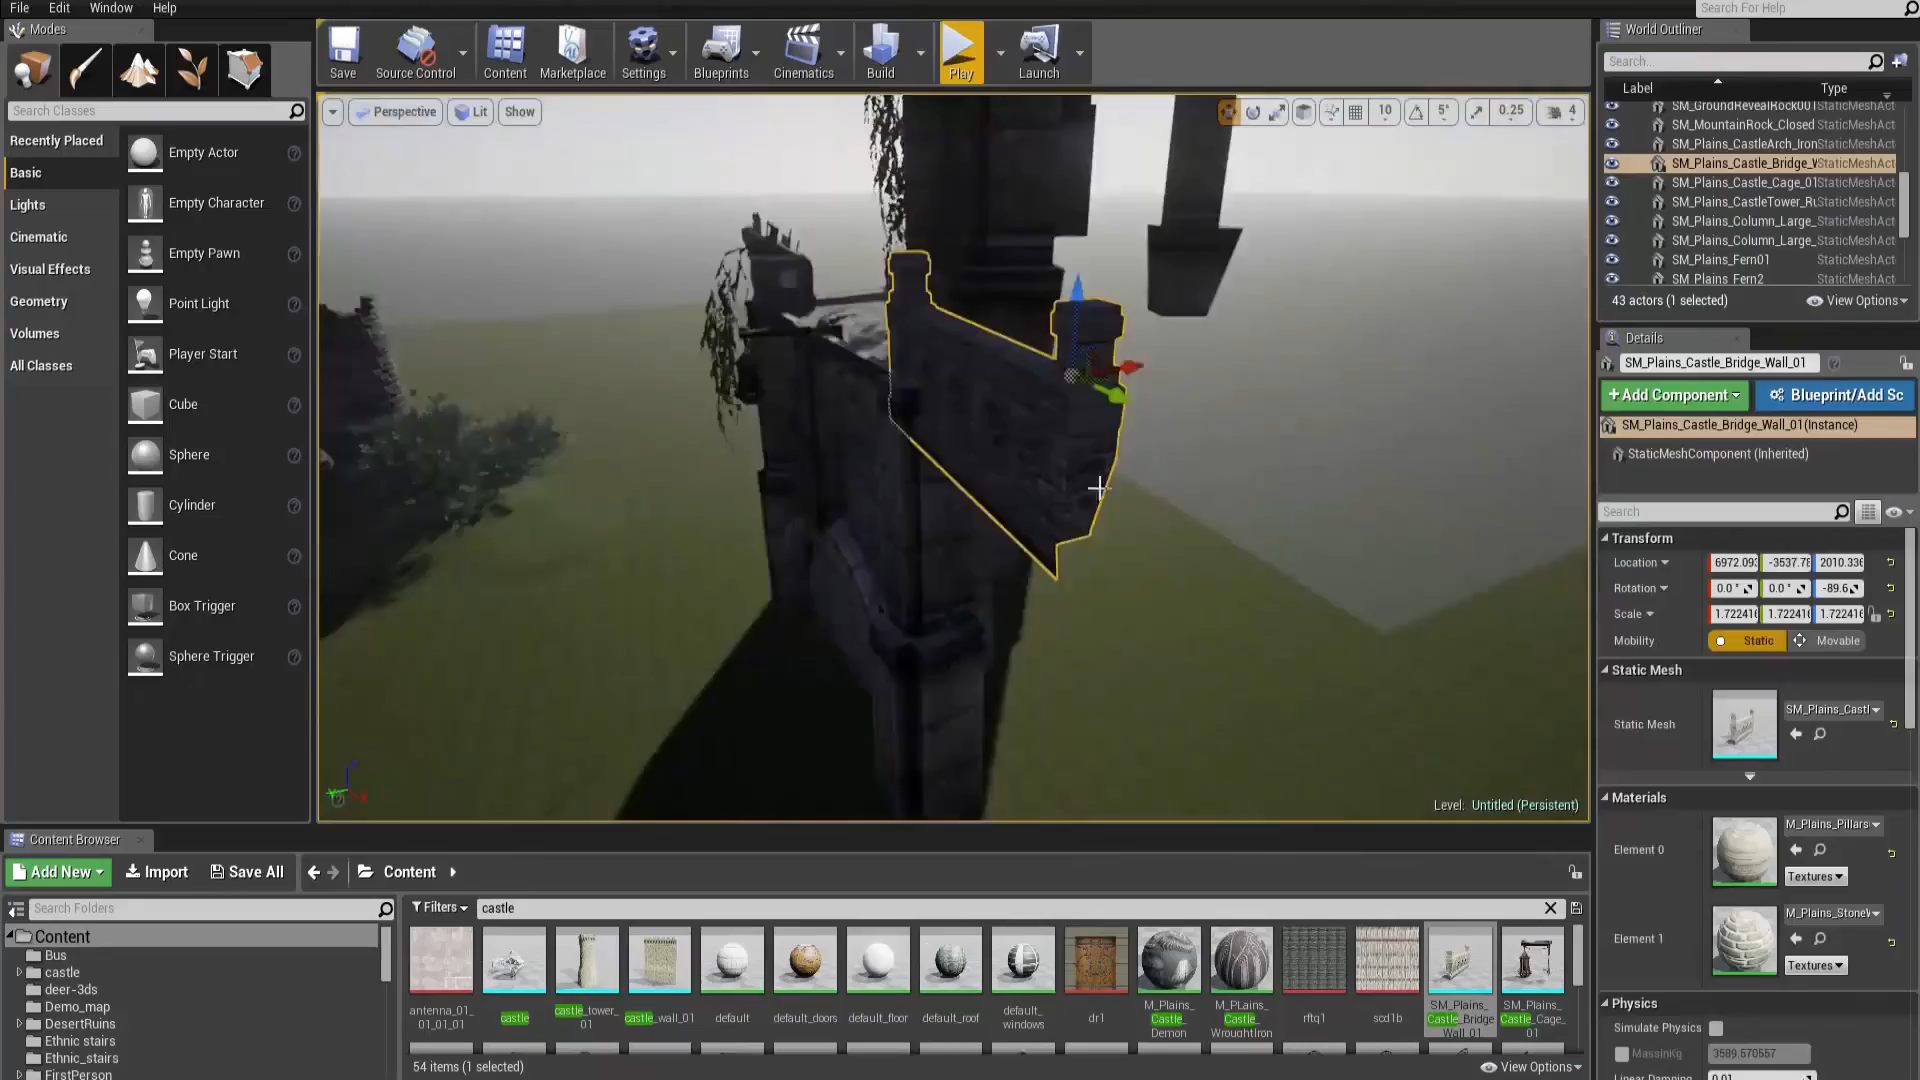 File Edit Window Help
Search For Help
Modes
Search Classes
Recently Placed
Basic
Lights
Cinematic
Visual Effects
Geometry
Volumes
All Classes
Empty Actor
Empty Character
Empty Pawn
Point Light
Player Start
Cube
Sphere
Cylinder
Cone
Box Trigger
Sphere Trigger
Save Source Control Content Marketplace Settings Blueprints Cinematics Build Play Launch
Perspective Lit Show
10 5° 0.25 4
Level: Untitled (Persistent)
World Outliner
Search...
Label Type
SM_GroundRevealRock001 StaticMeshAct
SM_MountainRock_Closed StaticMeshAct
SM_Plains_CastleArch_Iron StaticMeshAct
SM_Plains_Castle_Bridge_W StaticMeshAct
SM_Plains_Castle_Cage_01 StaticMeshAct
SM_Plains_CastleTower_Ru StaticMeshAct
SM_Plains_Column_Large_ StaticMeshAct
SM_Plains_Column_Large_ StaticMeshAct
SM_Plains_Fern01 StaticMeshAct
SM_Plains_Fern2 StaticMeshAct
43 actors (1 selected) View Options
Details
SM_Plains_Castle_Bridge_Wall_01
+Add Component Blueprint/Add Sc
SM_Plains_Castle_Bridge_Wall_01(Instance)
StaticMeshComponent (Inherited)
Search
Transform
Location 6972.093 -3537.78 2010.336
Rotation 0.0° 0.0° -89.6
Scale 1.722416 1.722416 1.722416
Mobility Static Movable
Static Mesh
Static Mesh SM_Plains_Castl
Materials
Element 0 M_Plains_Pillars
Textures
Element 1 M_Plains_StoneW
Textures
Physics
Simulate Physics
MassInKg 3589.570557
Linear Damping 0.01
Content Browser
Add New Import Save All Content
Search Folders
Content
Bus
castle
deer-3ds
Demo_map
DesertRuins
Ethnic stairs
Ethnic_stairs
FirstPerson
Filters castle
antenna_01_01_01_01
castle
castle_tower_01
castle_wall_01
default
default_doors
default_floor
default_roof
default_windows
dr1
M_Plains_Castle_Demon
M_PLains_Castle_WroughtIron
rftq1
scd1b
SM_Plains_Castle_Bridge_Wall_01
SM_Plains_Castle_Cage_01
54 items (1 selected) View Options